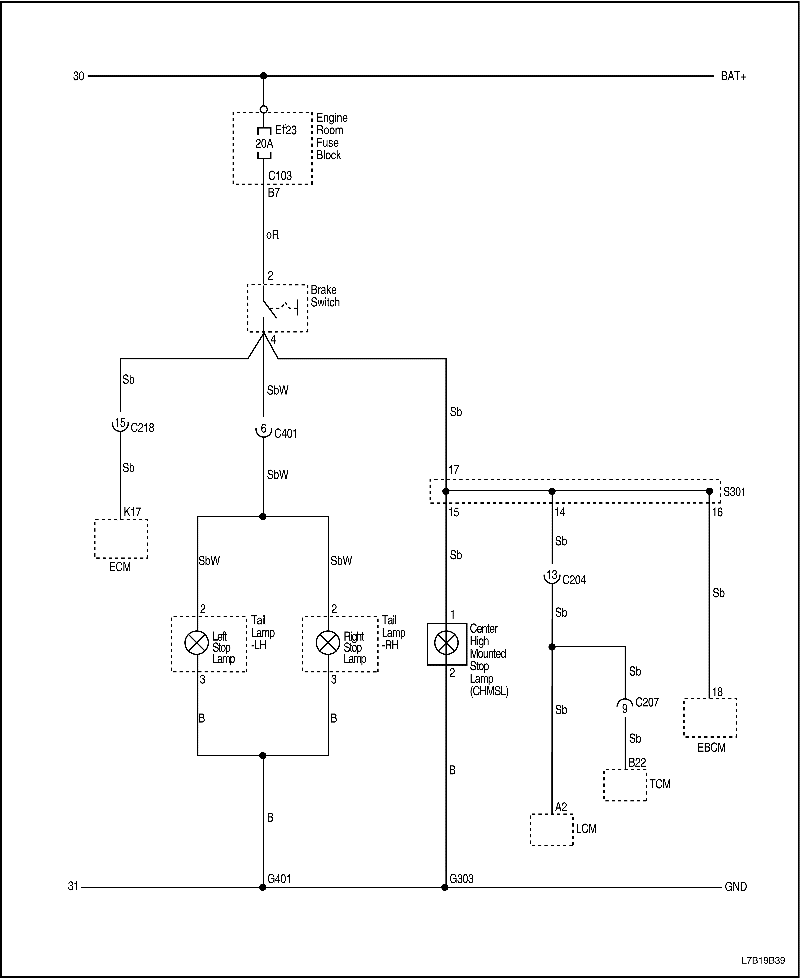 30
BAT+
Ef23
20A
Engine
Room
Fuse
Block
C103
B7
oR
2
Brake
Switch
4
Sb
SbW
Sb
15
C218
6
C401
Sb
SbW
17
S301
K17
ECM
15
14
16
SbW
SbW
Sb
Sb
13
C204
Sb
Sb
2
Left
Stop
Lamp
Tail
Lamp
-LH
3
2
Right
Stop
Lamp
Tail
Lamp
-RH
3
1
Center
High
Mounted
Stop
Lamp
(CHMSL)
2
Sb
Sb
9
C207
Sb
18
EBCM
B
B
B
B22
TCM
A2
LCM
B
31
G401
G303
GND
L7B19B39